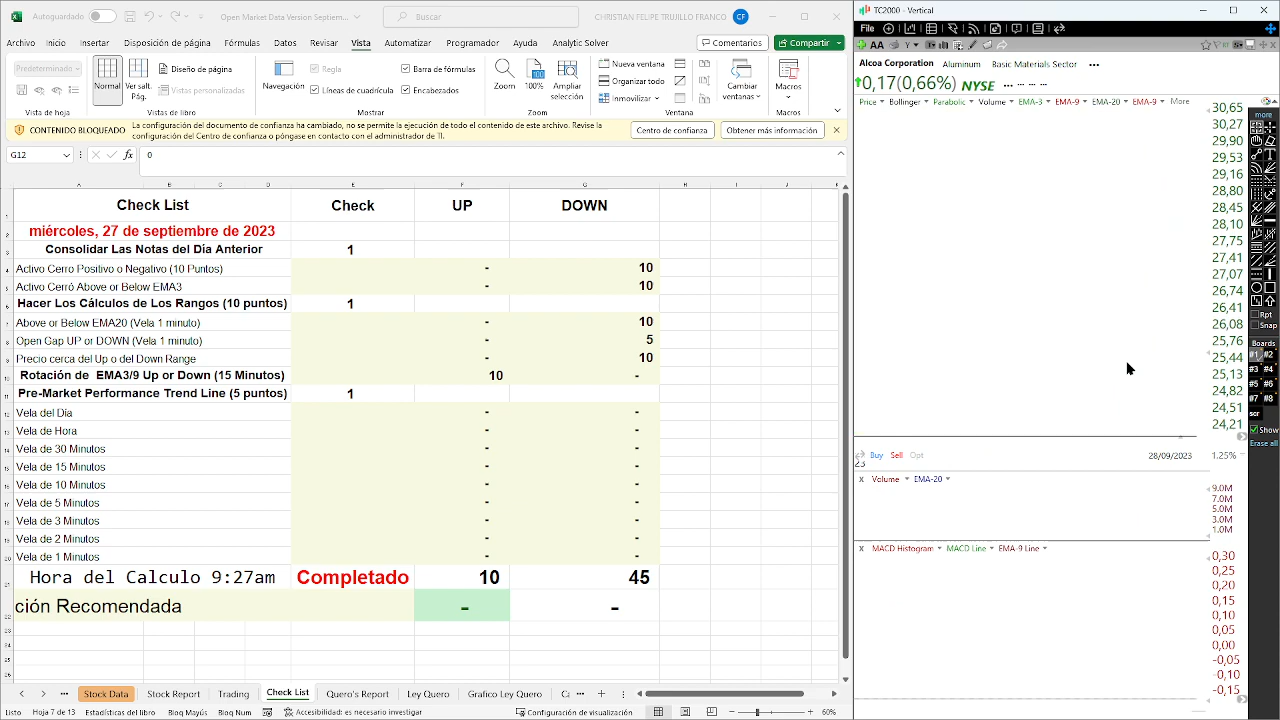 Autoguardado
Open Market Data Version Septiem...
Buscar
CHRISTIAN FELIPE TRUJILLO FRANCO
CF
Archivo Inicio
Revisar Vista Programador Ayuda
Comentarios
Compartir
Normal
Ver salt. Pág.
Diseño de página
Vistas de libro
Navegación
Regla
Barra de fórmulas
Líneas de cuadrícula
Encabezados
Mostrar
Zoom
100%
Ampliar selección
Zoom
Nueva ventana
Organizar todo
Inmovilizar
Cambiar ventanas
Ventana
Macros
Macros
CONTENIDO BLOQUEADO
La configuración del Centro de confianza ha cambiado, no se permite la ejecución de todo el contenido de este archivo. Revise la
configuración del Centro de confianza o póngase en contacto con el administrador de TI.
Centro de confianza
Obtener más información
G12
fx
0
A B C D E F G H I J K
Check List Check UP DOWN
miércoles, 27 de septiembre de 2023
Consolidar Las Notas del Día Anterior 1
Activo Cerro Positivo o Negativo (10 Puntos) - 10
Activo Cerró Above or Below EMA3 - 10
Hacer Los Cálculos de Los Rangos (10 puntos) 1
Above or Below EMA20 (Vela 1 minuto) - 10
Open Gap UP or DOWN (Vela 1 minuto) - 5
Precio cerca del Up o del Down Range - 10
Rotación de EMA3/9 Up or Down (15 Minutos) 10 -
Pre-Market Performance Trend Line (5 puntos) 1
Vela del Día - -
Vela de Hora - -
Vela de 30 Minutos - -
Vela de 15 Minutos - -
Vela de 10 Minutos - -
Vela de 5 Minutos - -
Vela de 3 Minutos - -
Vela de 2 Minutos - -
Vela de 1 Minutos - -
Hora del Calculo 9:27am Completado 10 45
ción Recomendada - -
Stock Data Stock Report Trading Check List Quero's Report Ley Quero Grafico Ley Quero
Listo Hoja 7 de 13 Estadísticas del libro Bloq Mayús Bloq Num Accesibilidad: es necesario investigar Configuración de visualización 60%
TC2000 - Vertical
File
AA
Alcoa Corporation Aluminum Basic Materials Sector ...
0,17(0,66%) NYSE
Price Bollinger Parabolic Volume EMA-3 EMA-9 EMA-20 EMA-9 More
30,65
30,27
29,90
29,53
29,16
28,80
28,45
28,10
27,75
27,41
27,07
26,74
26,41
26,08
25,76
25,44
25,13
24,82
24,51
24,21
Buy Sell Opt 28/09/2023 1.25%
23
x Volume EMA-20
9.0M
7.0M
5.0M
3.0M
1.0M
x MACD Histogram MACD Line EMA-9 Line
0,30
0,25
0,20
0,15
0,10
0,05
0,00
-0,05
-0,10
-0,15
more
Rpt
Snap
Boards
#1 #2
#3 #4
#5 #6
#7 #8
scr
Show
Erase all